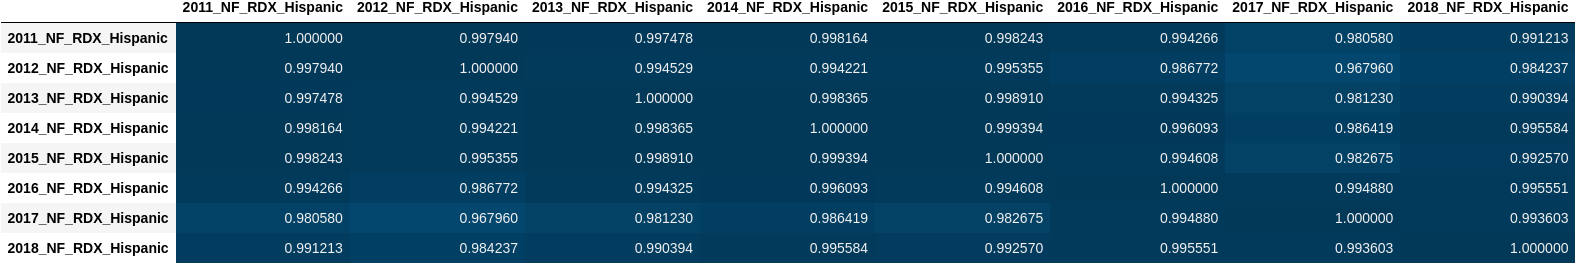 2011_NF_RDX_Hispanic 2012_NF_RDX_Hispanic 2013_NF_RDX_Hispanic 2014_NF_RDX_Hispanic 2015_NF_RDX_Hispanic 2016_NF_RDX_Hispanic 2017_NF_RDX_Hispanic 2018_NF_RDX_Hispanic
2011_NF_RDX_Hispanic 1.000000 0.997940 0.997478 0.998164 0.998243 0.994266 0.980580 0.991213
2012_NF_RDX_Hispanic 0.997940 1.000000 0.994529 0.994221 0.995355 0.986772 0.967960 0.984237
2013_NF_RDX_Hispanic 0.997478 0.994529 1.000000 0.998365 0.998910 0.994325 0.981230 0.990394
2014_NF_RDX_Hispanic 0.998164 0.994221 0.998365 1.000000 0.999394 0.996093 0.986419 0.995584
2015_NF_RDX_Hispanic 0.998243 0.995355 0.998910 0.999394 1.000000 0.994608 0.982675 0.992570
2016_NF_RDX_Hispanic 0.994266 0.986772 0.994325 0.996093 0.994608 1.000000 0.994880 0.995551
2017_NF_RDX_Hispanic 0.980580 0.967960 0.981230 0.986419 0.982675 0.994880 1.000000 0.993603
2018_NF_RDX_Hispanic 0.991213 0.984237 0.990394 0.995584 0.992570 0.995551 0.993603 1.000000